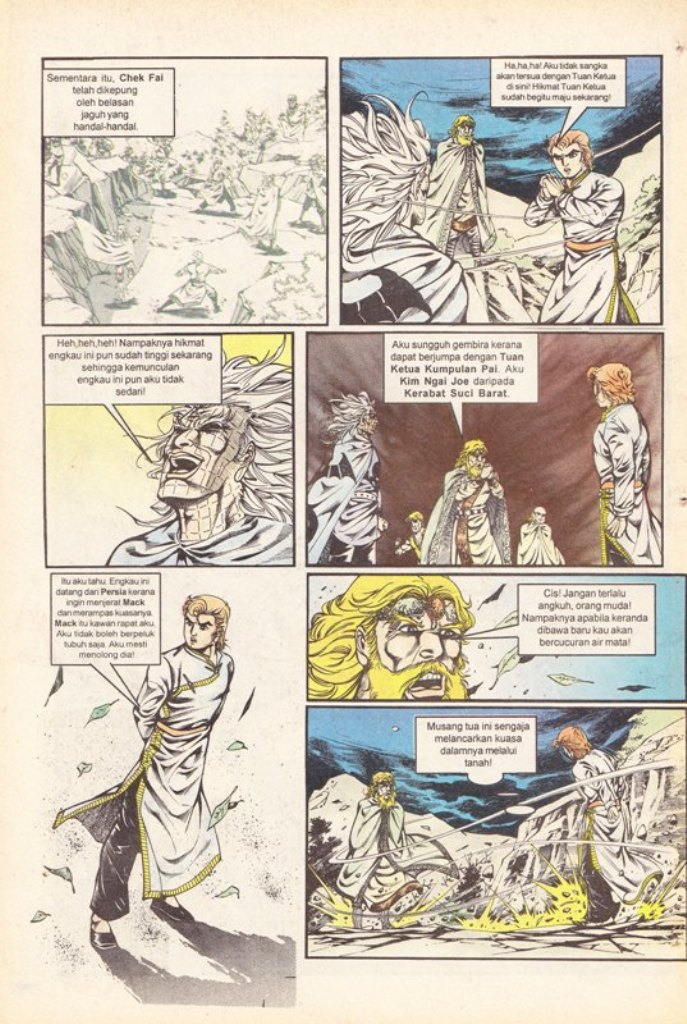 Sementara itu, Chek Fai
telah dikepung
oleh belasan
jaguh yang
handal-handal.
Ha,ha,ha! Aku tidak sangka
akan tersua dengan Tuan Ketua
di sini! Hikmat Tuan Ketua
sudah begitu maju sekarang!
Heh,heh,heh! Nampaknya hikmat
engkau ini pun sudah tinggi sekarang
sehingga kemunculan
engkau ini pun aku tidak
sedari!
Aku sungguh gembira kerana
dapat berjumpa dengan Tuan
Ketua Kumpulan Pai. Aku
Kim Ngai Joe daripada
Kerabat Suci Barat.
Itu aku tahu. Engkau ini
datang dari Persia kerana
ingin menjerat Mack
dan merampas kuasanya.
Mack itu kawan rapat aku.
Aku tidak boleh berpeluk
tubuh saja. Aku mesti
menolong dia!
Cis! Jangan terlalu
angkuh, orang muda!
Nampaknya apabila keranda
dibawa baru kau akan
bercucuran air mata!
Musang tua ini sengaja
melancarkan kuasa
dalamnya melalui
tanah!